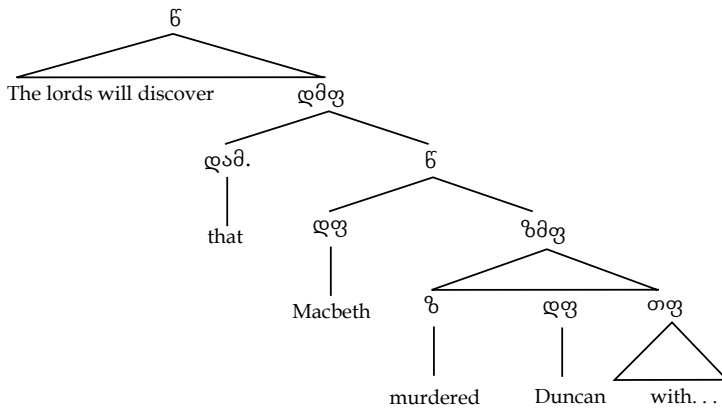 წ
The lords will discover
დმფ
დამ.
წ
that
დფ
ზმფ
Macbeth
ზ
დფ
თფ
murdered
Duncan
with. . .